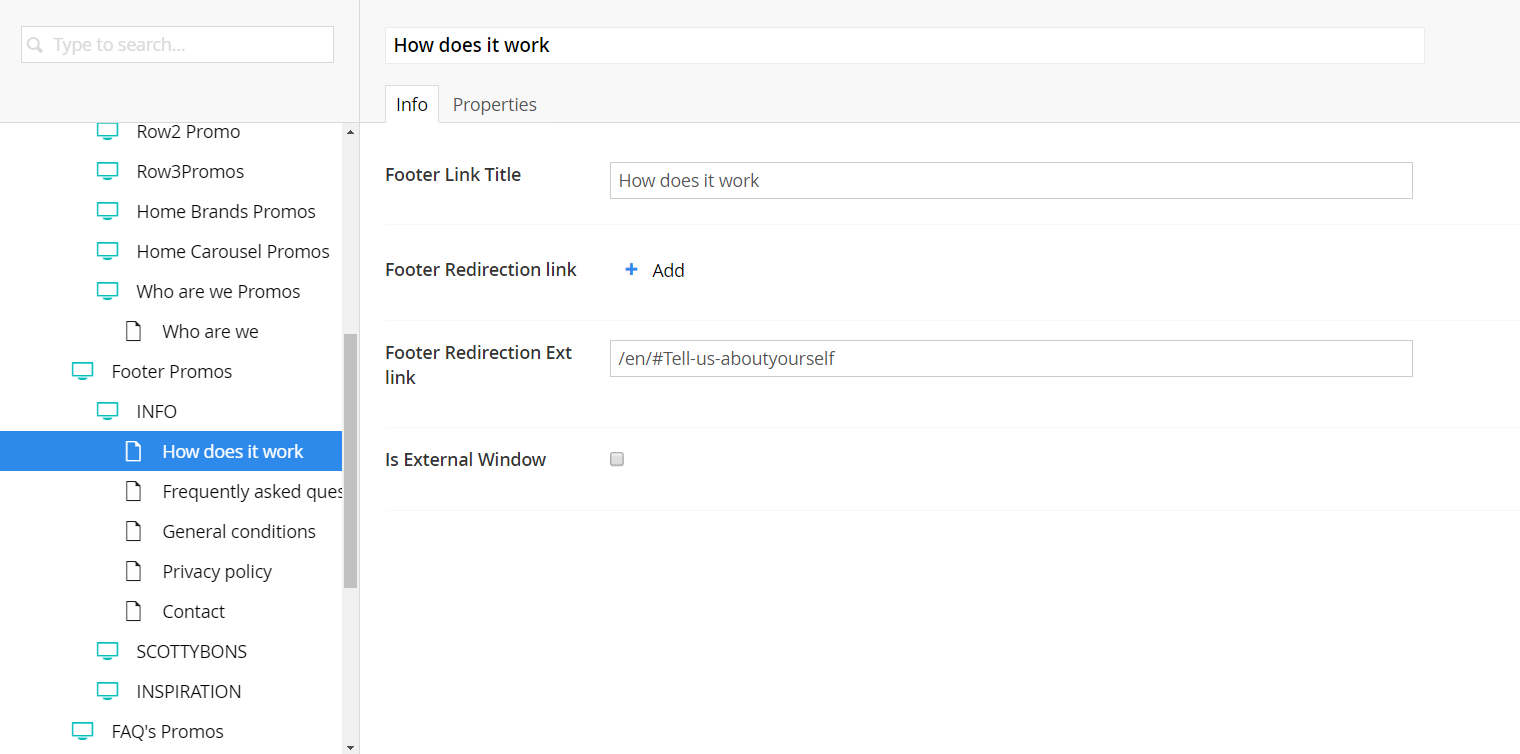 Type to search...
Row2 Promo
Row3Promos
Home Brands Promos
Home Carousel Promos
Who are we Promos
Who are we
Footer Promos
INFO
How does it work
Frequently asked ques
General conditions
Privacy policy
Contact
SCOTTYBONS
INSPIRATION
FAQ's Promos
How does it work
Info Properties
Footer Link Title How does it work
Footer Redirection link + Add
Footer Redirection Ext
link
/en/#Tell-us-aboutyourself
Is External Window